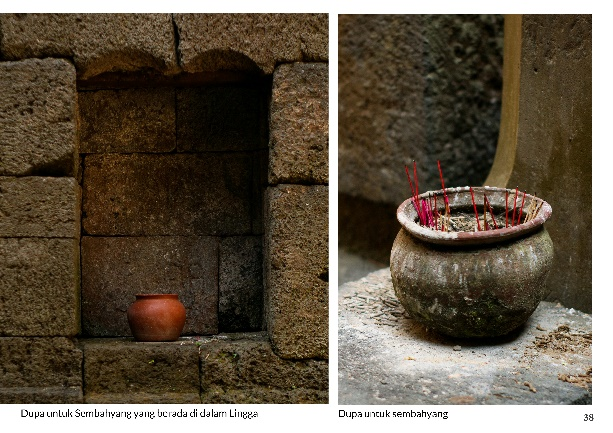 Dupa untuk Sembahyang yang berada di dalam Lingga
Dupa untuk sembahyang
38